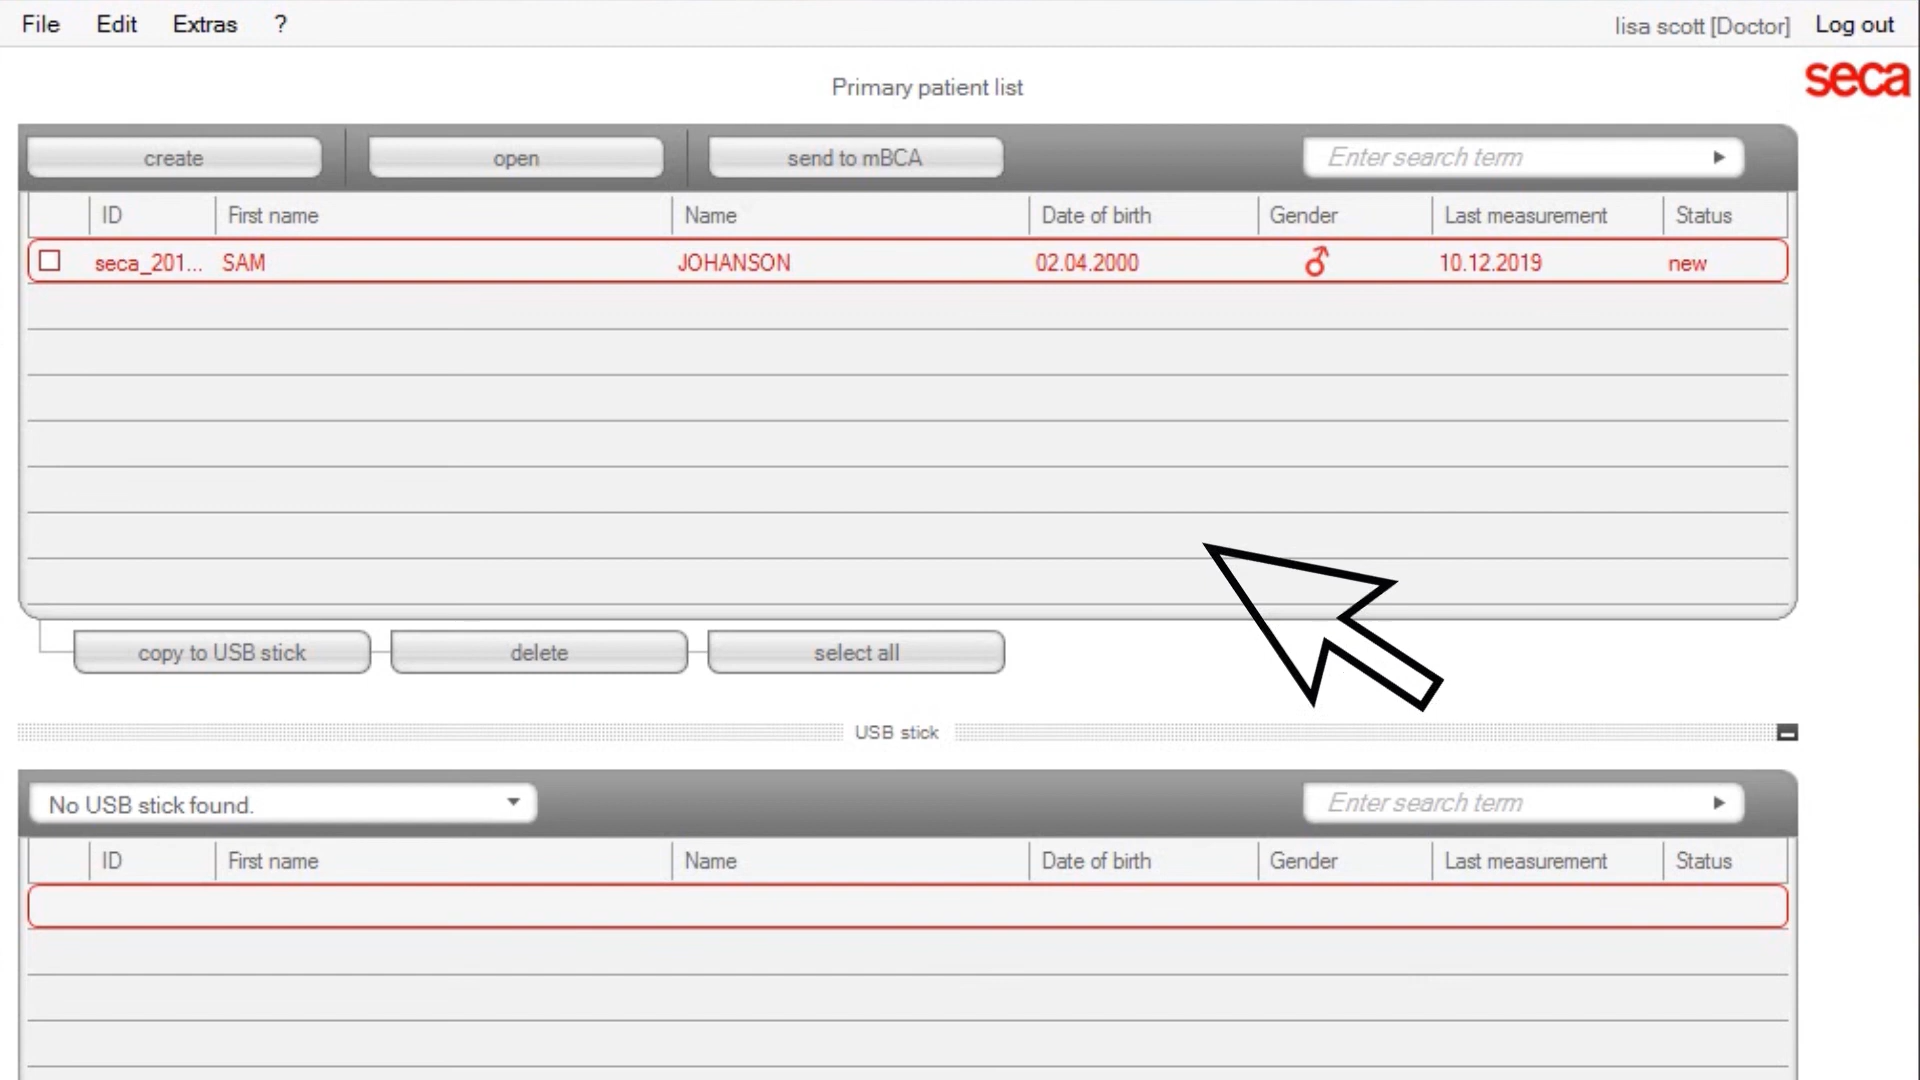 File Edit Extras ? lisa scott [Doctor] Log out
Primary patient list
seca
create open send to mBCA Enter search term
ID First name Name Date of birth Gender Last measurement Status
seca_201... SAM JOHANSON 02.04.2000 10.12.2019 new
copy to USB stick delete select all
USB stick
No USB stick found. Enter search term
ID First name Name Date of birth Gender Last measurement Status